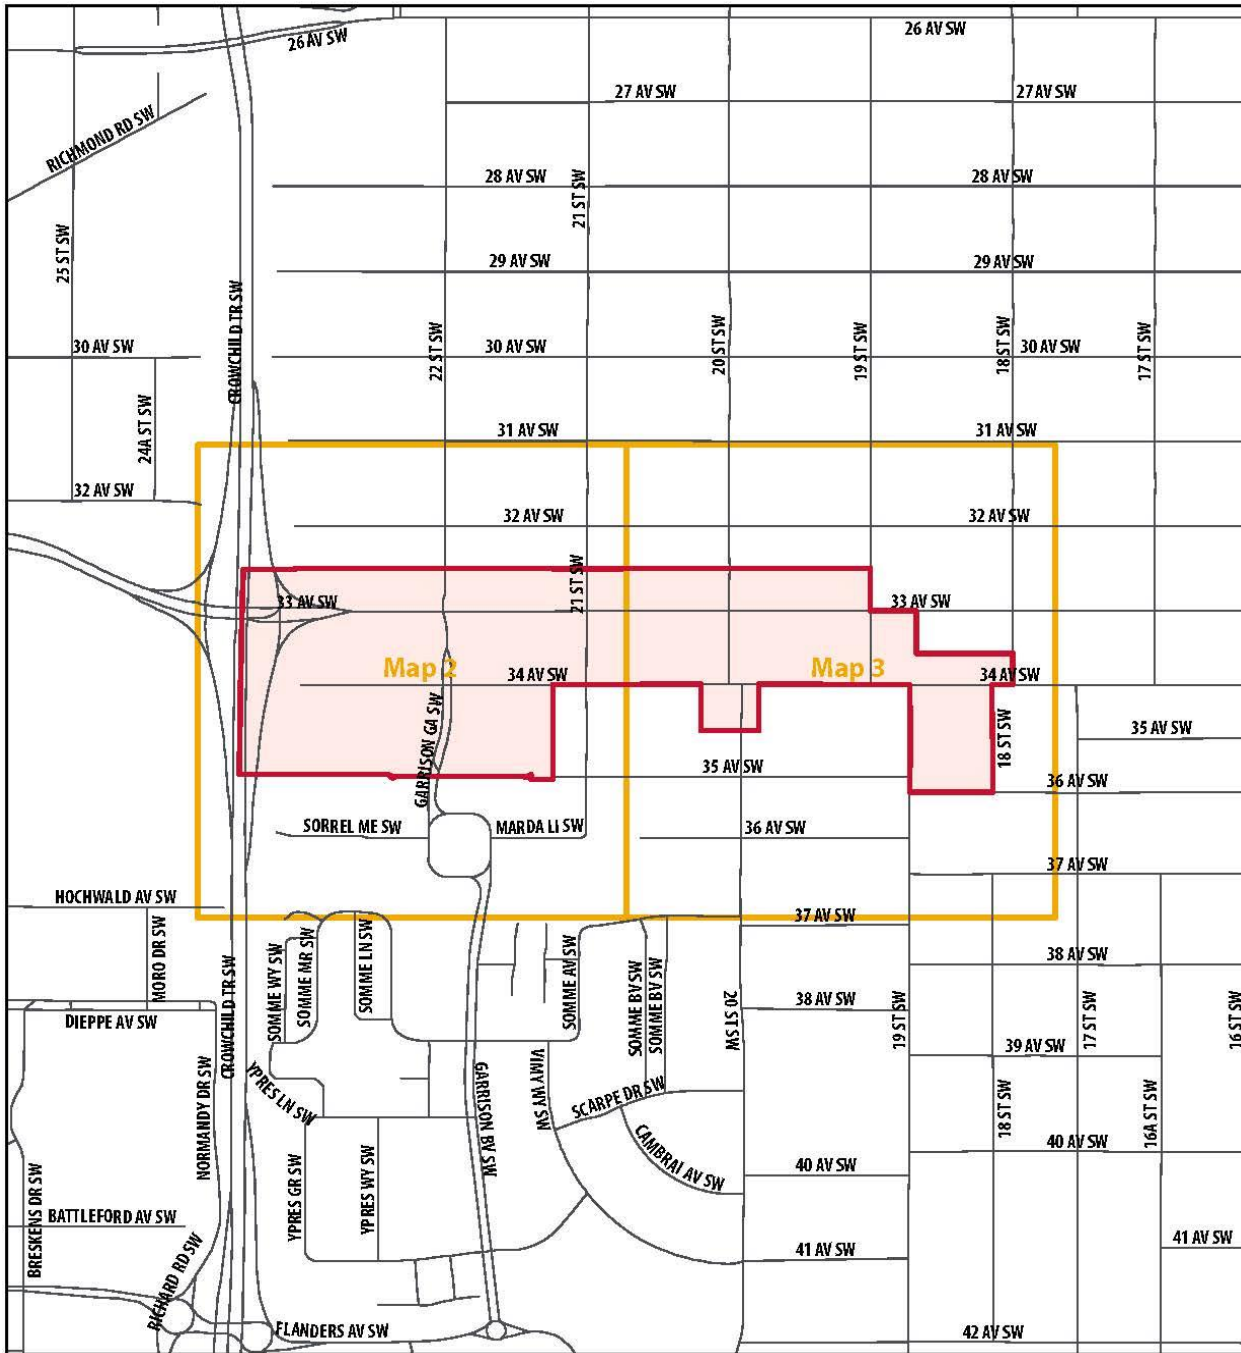 26 AV SW
26 AV SW
27 AV SW
27 AV SW
RICHMOND RD SW
28 AV SW
28 AV SW
21 ST SW
25 ST SW
29 AV SW
29 AV SW
CROWCHILD TR SW
22 ST SW
20 ST SW
19 ST SW
18 ST SW
17 ST SW
30 AV SW
30 AV SW
30 AV SW
24A ST SW
31 AV SW
31 AV SW
32 AV SW
32 AV SW
32 AV SW
21 ST SW
33 AV SW
33 AV SW
Map 2
Map 3
34 AV SW
34 AV SW
GARRISON GA SW
18 ST SW
35 AV SW
35 AV SW
36 AV SW
SORREL ME SW
MARDA LI SW
36 AV SW
37 AV SW
HOCHWALD AV SW
37 AV SW
MORO DR SW
SOMME WY SW
SOMME MR SW
SOMME LN SW
SOMME AV SW
SOMME BV SW
SOMME BV SW
38 AV SW
38 AV SW
DIEPPE AV SW
CROWCHILD TR SW
20 ST SW
19 ST SW
17 ST SW
16 ST SW
39 AV SW
NORMANDY DR SW
YPRES LN SW
GARRISON BV SW
VIMY WY SW
SCARPE DR SW
18 ST SW
16A ST SW
CAMBRAI AV SW
40 AV SW
40 AV SW
YPRES GR SW
YPRES WY SW
BRESKENS DR SW
BATTLEFORD AV SW
41 AV SW
41 AV SW
RICHARD RD SW
FLANDERS AV SW
42 AV SW